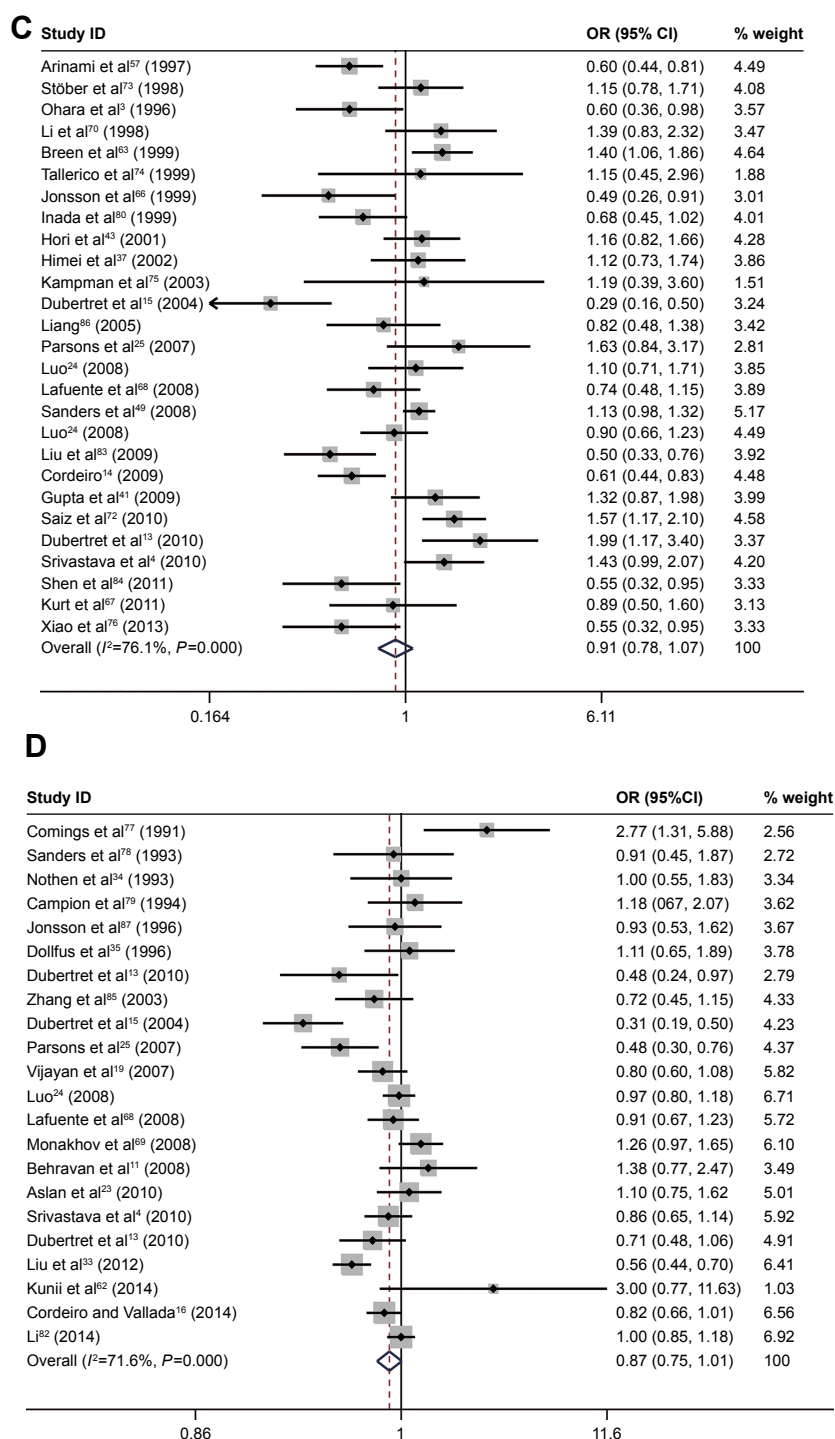 C
Study ID OR (95% CI) % weight
Arinami et al⁵⁷ (1997) 0.60 (0.44, 0.81) 4.49
Stöber et al⁷³ (1998) 1.15 (0.78, 1.71) 4.08
Ohara et al³ (1996) 0.60 (0.36, 0.98) 3.57
Li et al⁷⁰ (1998) 1.39 (0.83, 2.32) 3.47
Breen et al⁶³ (1999) 1.40 (1.06, 1.86) 4.64
Tallerico et al⁷⁴ (1999) 1.15 (0.45, 2.96) 1.88
Jonsson et al⁶⁶ (1999) 0.49 (0.26, 0.91) 3.01
Inada et al⁸⁰ (1999) 0.68 (0.45, 1.02) 4.01
Hori et al⁴³ (2001) 1.16 (0.82, 1.66) 4.28
Himei et al³⁷ (2002) 1.12 (0.73, 1.74) 3.86
Kampman et al⁷⁵ (2003) 1.19 (0.39, 3.60) 1.51
Dubertret et al¹⁵ (2004) 0.29 (0.16, 0.50) 3.24
Liang⁸⁶ (2005) 0.82 (0.48, 1.38) 3.42
Parsons et al²⁵ (2007) 1.63 (0.84, 3.17) 2.81
Luo²⁴ (2008) 1.10 (0.71, 1.71) 3.85
Lafuente et al⁶⁸ (2008) 0.74 (0.48, 1.15) 3.89
Sanders et al⁴⁹ (2008) 1.13 (0.98, 1.32) 5.17
Luo²⁴ (2008) 0.90 (0.66, 1.23) 4.49
Liu et al⁸³ (2009) 0.50 (0.33, 0.76) 3.92
Cordeiro¹⁴ (2009) 0.61 (0.44, 0.83) 4.48
Gupta et al⁴¹ (2009) 1.32 (0.87, 1.98) 3.99
Saiz et al⁷² (2010) 1.57 (1.17, 2.10) 4.58
Dubertret et al¹³ (2010) 1.99 (1.17, 3.40) 3.37
Srivastava et al⁴ (2010) 1.43 (0.99, 2.07) 4.20
Shen et al⁸⁴ (2011) 0.55 (0.32, 0.95) 3.33
Kurt et al⁶⁷ (2011) 0.89 (0.50, 1.60) 3.13
Xiao et al⁷⁶ (2013) 0.55 (0.32, 0.95) 3.33
Overall (I²=76.1%, P=0.000) 0.91 (0.78, 1.07) 100
0.164 1 6.11
D
Study ID OR (95%CI) % weight
Comings et al⁷⁷ (1991) 2.77 (1.31, 5.88) 2.56
Sanders et al⁷⁸ (1993) 0.91 (0.45, 1.87) 2.72
Nothen et al³⁴ (1993) 1.00 (0.55, 1.83) 3.34
Campion et al⁷⁹ (1994) 1.18 (067, 2.07) 3.62
Jonsson et al⁸⁷ (1996) 0.93 (0.53, 1.62) 3.67
Dollfus et al³⁵ (1996) 1.11 (0.65, 1.89) 3.78
Dubertret et al¹³ (2010) 0.48 (0.24, 0.97) 2.79
Zhang et al⁸⁵ (2003) 0.72 (0.45, 1.15) 4.33
Dubertret et al¹⁵ (2004) 0.31 (0.19, 0.50) 4.23
Parsons et al²⁵ (2007) 0.48 (0.30, 0.76) 4.37
Vijayan et al¹⁹ (2007) 0.80 (0.60, 1.08) 5.82
Luo²⁴ (2008) 0.97 (0.80, 1.18) 6.71
Lafuente et al⁶⁸ (2008) 0.91 (0.67, 1.23) 5.72
Monakhov et al⁶⁹ (2008) 1.26 (0.97, 1.65) 6.10
Behravan et al¹¹ (2008) 1.38 (0.77, 2.47) 3.49
Aslan et al²³ (2010) 1.10 (0.75, 1.62 5.01
Srivastava et al⁴ (2010) 0.86 (0.65, 1.14) 5.92
Dubertret et al¹³ (2010) 0.71 (0.48, 1.06) 4.91
Liu et al³³ (2012) 0.56 (0.44, 0.70) 6.41
Kunii et al⁶² (2014) 3.00 (0.77, 11.63) 1.03
Cordeiro and Vallada¹⁶ (2014) 0.82 (0.66, 1.01) 6.56
Li⁸² (2014) 1.00 (0.85, 1.18) 6.92
Overall (I²=71.6%, P=0.000) 0.87 (0.75, 1.01) 100
0.86 1 11.6